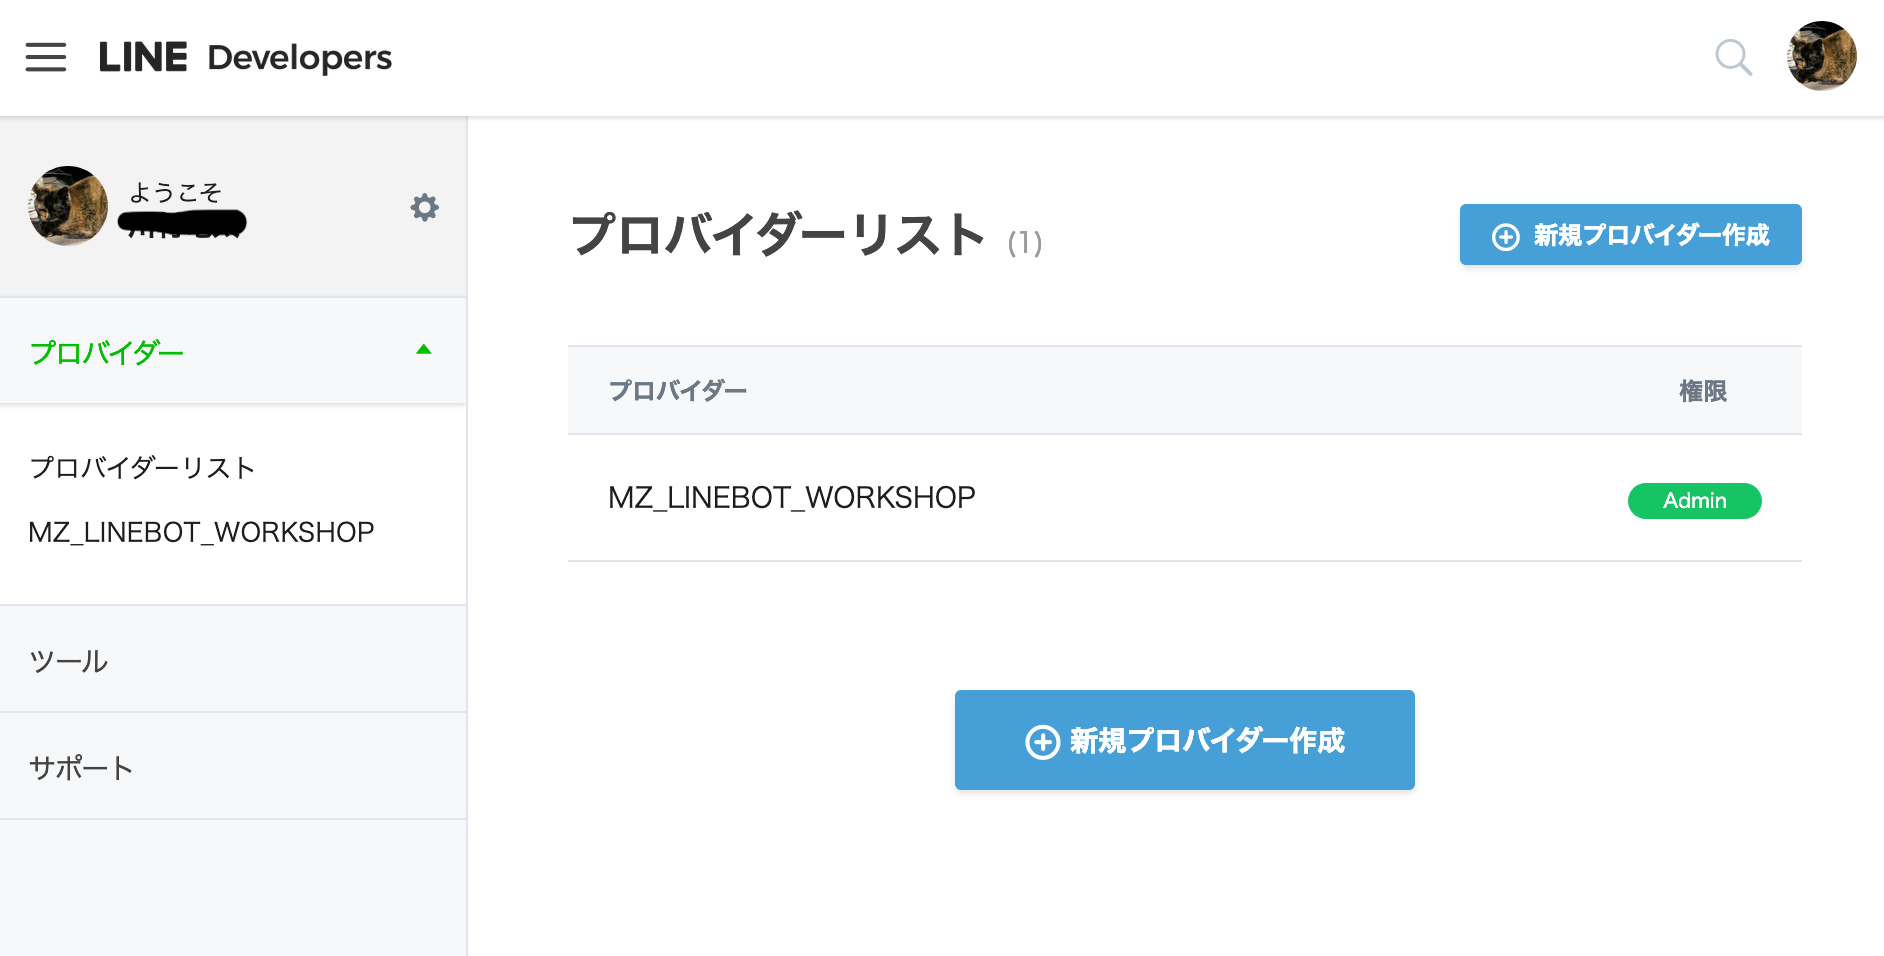 LINE Developers
ようこそ
プロバイダー
プロバイダーリスト
MZ_LINEBOT_WORKSHOP
ツール
サポート
プロバイダーリスト (1)
新規プロバイダー作成
プロバイダー 権限
MZ_LINEBOT_WORKSHOP Admin
新規プロバイダー作成